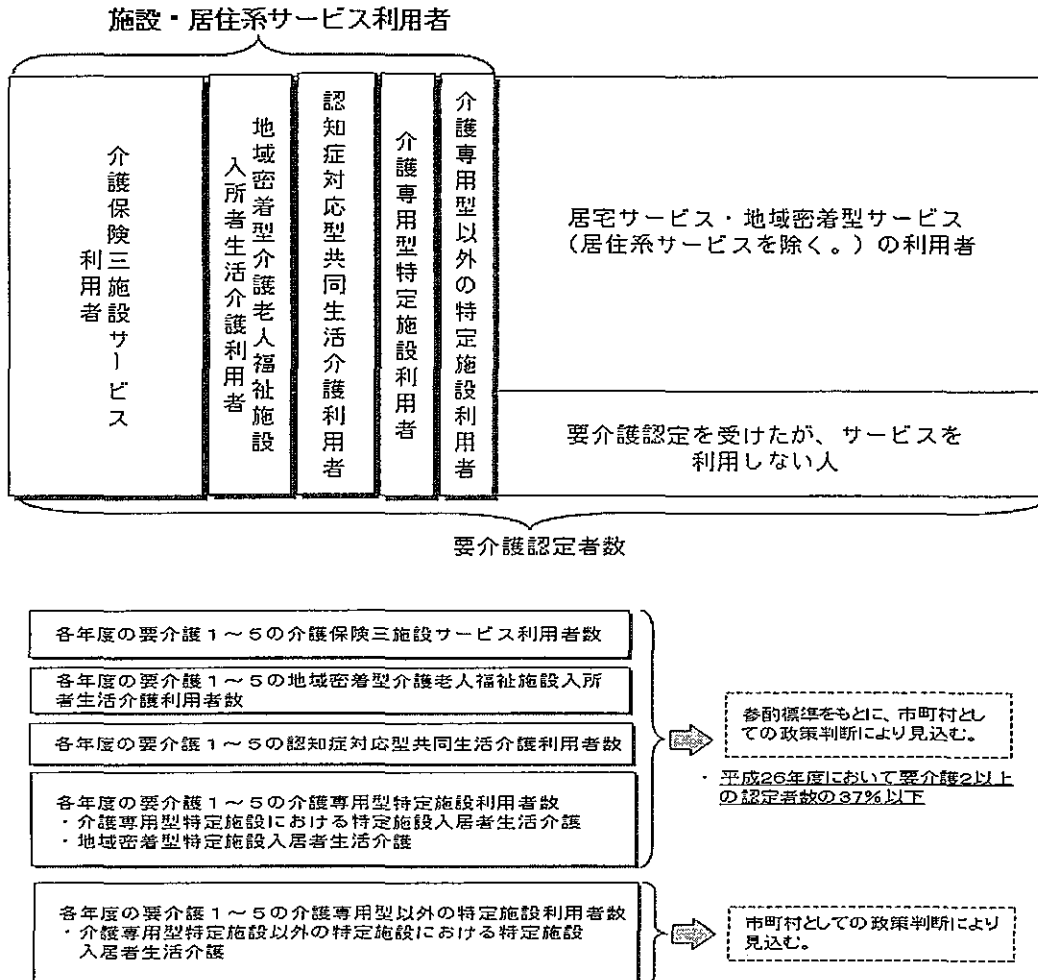 施設・居住系サービス利用者
介護保険三施設サービス
利用者
地域密着型介護老人福祉施設
入所者生活介護利用者
認知症対応型共同生活介護利用者
介護専用型特定施設利用者
介護専用型以外の特定施設利用者
居宅サービス・地域密着型サービス
(居住系サービスを除く。)の利用者
要介護認定を受けたが、サービスを
利用しない人
要介護認定者数
各年度の要介護1~5の介護保険三施設サービス利用者数
各年度の要介護1~5の地域密着型介護老人福祉施設入所
者生活介護利用者数
各年度の要介護1~5の認知症対応型共同生活介護利用者数
各年度の要介護1~5の介護専用型特定施設利用者数
・介護専用型特定施設における特定施設入居者生活介護
・地域密着型特定施設入居者生活介護
参酌標準をもとに、市町村とし
ての政策判断により見込む。
・平成26年度において要介護2以上
の認定者数の37%以下
各年度の要介護1~5の介護専用型以外の特定施設利用者数
・介護専用型特定施設以外の特定施設における特定施設
入居者生活介護
市町村としての政策判断により
見込む。